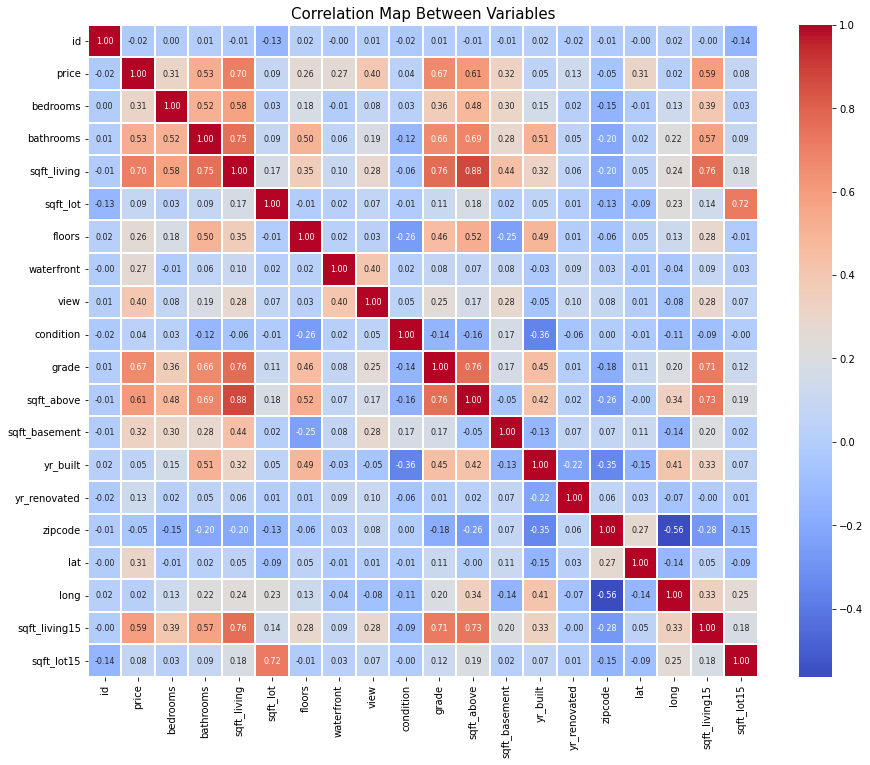 Correlation Map Between Variables
id 1.00 -0.02 0.00 0.01 -0.01 -0.13 0.02 -0.00 0.01 -0.02 0.01 -0.01 -0.01 0.02 -0.02 -0.01 -0.00 0.02 -0.00 -0.14
price -0.02 1.00 0.31 0.53 0.70 0.09 0.26 0.27 0.40 0.04 0.67 0.61 0.32 0.05 0.13 -0.05 0.31 0.02 0.59 0.08
bedrooms 0.00 0.31 1.00 0.52 0.58 0.03 0.18 -0.01 0.08 0.03 0.36 0.48 0.30 0.15 0.02 -0.15 -0.01 0.13 0.39 0.03
bathrooms 0.01 0.53 0.52 1.00 0.75 0.09 0.50 0.06 0.19 -0.12 0.66 0.69 0.28 0.51 0.05 -0.20 0.02 0.22 0.57 0.09
sqft_living -0.01 0.70 0.58 0.75 1.00 0.17 0.35 0.10 0.28 -0.06 0.76 0.88 0.44 0.32 0.06 -0.20 0.05 0.24 0.76 0.18
sqft_lot -0.13 0.09 0.03 0.09 0.17 1.00 -0.01 0.02 0.07 -0.01 0.11 0.18 0.02 0.05 0.01 -0.13 -0.09 0.23 0.14 0.72
floors 0.02 0.26 0.18 0.50 0.35 -0.01 1.00 0.02 0.03 -0.26 0.46 0.52 -0.25 0.49 0.01 -0.06 0.05 0.13 0.28 -0.01
waterfront -0.00 0.27 -0.01 0.06 0.10 0.02 0.02 1.00 0.40 0.02 0.08 0.07 0.08 -0.03 0.09 0.03 -0.01 -0.04 0.09 0.03
view 0.01 0.40 0.08 0.19 0.28 0.07 0.03 0.40 1.00 0.05 0.25 0.17 0.28 -0.05 0.10 0.08 0.01 -0.08 0.28 0.07
condition -0.02 0.04 0.03 -0.12 -0.06 -0.01 -0.26 0.02 0.05 1.00 -0.14 -0.16 0.17 -0.36 -0.06 0.00 -0.01 -0.11 -0.09 -0.00
grade 0.01 0.67 0.36 0.66 0.76 0.11 0.46 0.08 0.25 -0.14 1.00 0.76 0.17 0.45 0.01 -0.18 0.11 0.20 0.71 0.12
sqft_above -0.01 0.61 0.48 0.69 0.88 0.18 0.52 0.07 0.17 -0.16 0.76 1.00 -0.05 0.42 0.02 -0.26 -0.00 0.34 0.73 0.19
sqft_basement -0.01 0.32 0.30 0.28 0.44 0.02 -0.25 0.08 0.28 0.17 0.17 -0.05 1.00 -0.13 0.07 0.07 0.11 -0.14 0.20 0.02
yr_built 0.02 0.05 0.15 0.51 0.32 0.05 0.49 -0.03 -0.05 -0.36 0.45 0.42 -0.13 1.00 -0.22 -0.35 -0.15 0.41 0.33 0.07
yr_renovated -0.02 0.13 0.02 0.05 0.06 0.01 0.01 0.09 0.10 -0.06 0.01 0.02 0.07 -0.22 1.00 0.06 0.03 -0.07 -0.00 0.01
zipcode -0.01 -0.05 -0.15 -0.20 -0.20 -0.13 -0.06 0.03 0.08 0.00 -0.18 -0.26 0.07 -0.35 0.06 1.00 0.27 -0.56 -0.28 -0.15
lat -0.00 0.31 -0.01 0.02 0.05 -0.09 0.05 -0.01 0.01 -0.01 0.11 -0.00 0.11 -0.15 0.03 0.27 1.00 -0.14 0.05 -0.09
long 0.02 0.02 0.13 0.22 0.24 0.23 0.13 -0.04 -0.08 -0.11 0.20 0.34 -0.14 0.41 -0.07 -0.56 -0.14 1.00 0.33 0.25
sqft_living15 -0.00 0.59 0.39 0.57 0.76 0.14 0.28 0.09 0.28 -0.09 0.71 0.73 0.20 0.33 -0.00 -0.28 0.05 0.33 1.00 0.18
sqft_lot15 -0.14 0.08 0.03 0.09 0.18 0.72 -0.01 0.03 0.07 -0.00 0.12 0.19 0.02 0.07 0.01 -0.15 -0.09 0.25 0.18 1.00
id price bedrooms bathrooms sqft_living sqft_lot floors waterfront view condition grade sqft_above sqft_basement yr_built yr_renovated zipcode lat long sqft_living15 sqft_lot15
1.0
0.8
0.6
0.4
0.2
0.0
−0.2
−0.4